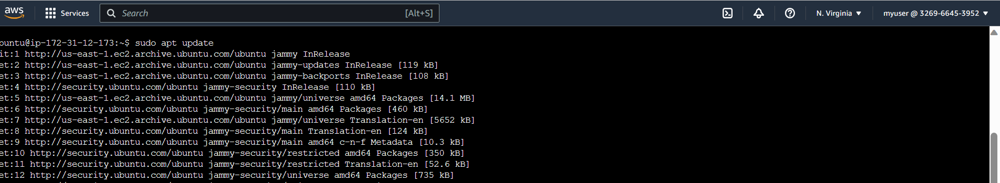 aws Services Search [Alt+S] N. Virginia myuser @ 3269-6645-3952
buntu@ip-172-31-12-173:~$ sudo apt update
it:1 http://us-east-1.ec2.archive.ubuntu.com/ubuntu jammy InRelease
et:2 http://us-east-1.ec2.archive.ubuntu.com/ubuntu jammy-updates InRelease [119 kB]
et:3 http://us-east-1.ec2.archive.ubuntu.com/ubuntu jammy-backports InRelease [108 kB]
et:4 http://security.ubuntu.com/ubuntu jammy-security InRelease [110 kB]
et:5 http://us-east-1.ec2.archive.ubuntu.com/ubuntu jammy/universe amd64 Packages [14.1 MB]
et:6 http://security.ubuntu.com/ubuntu jammy-security/main amd64 Packages [460 kB]
et:7 http://us-east-1.ec2.archive.ubuntu.com/ubuntu jammy/universe Translation-en [5652 kB]
et:8 http://security.ubuntu.com/ubuntu jammy-security/main Translation-en [124 kB]
et:9 http://security.ubuntu.com/ubuntu jammy-security/main amd64 c-n-f Metadata [10.3 kB]
et:10 http://security.ubuntu.com/ubuntu jammy-security/restricted amd64 Packages [350 kB]
et:11 http://security.ubuntu.com/ubuntu jammy-security/restricted Translation-en [52.6 kB]
et:12 http://security.ubuntu.com/ubuntu jammy-security/universe amd64 Packages [735 kB]